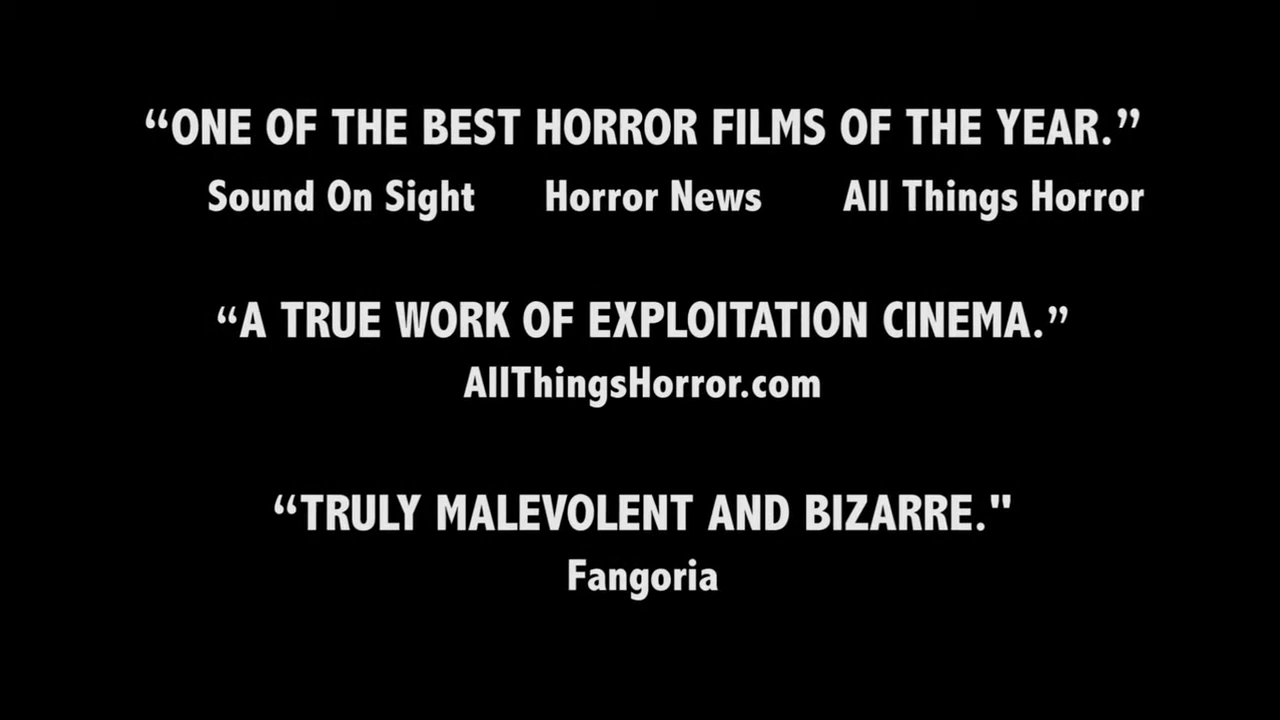 “ONE OF THE BEST HORROR FILMS OF THE YEAR.”
Sound On Sight Horror News All Things Horror
“A TRUE WORK OF EXPLOITATION CINEMA.”
AllThingsHorror.com
“TRULY MALEVOLENT AND BIZARRE."
Fangoria